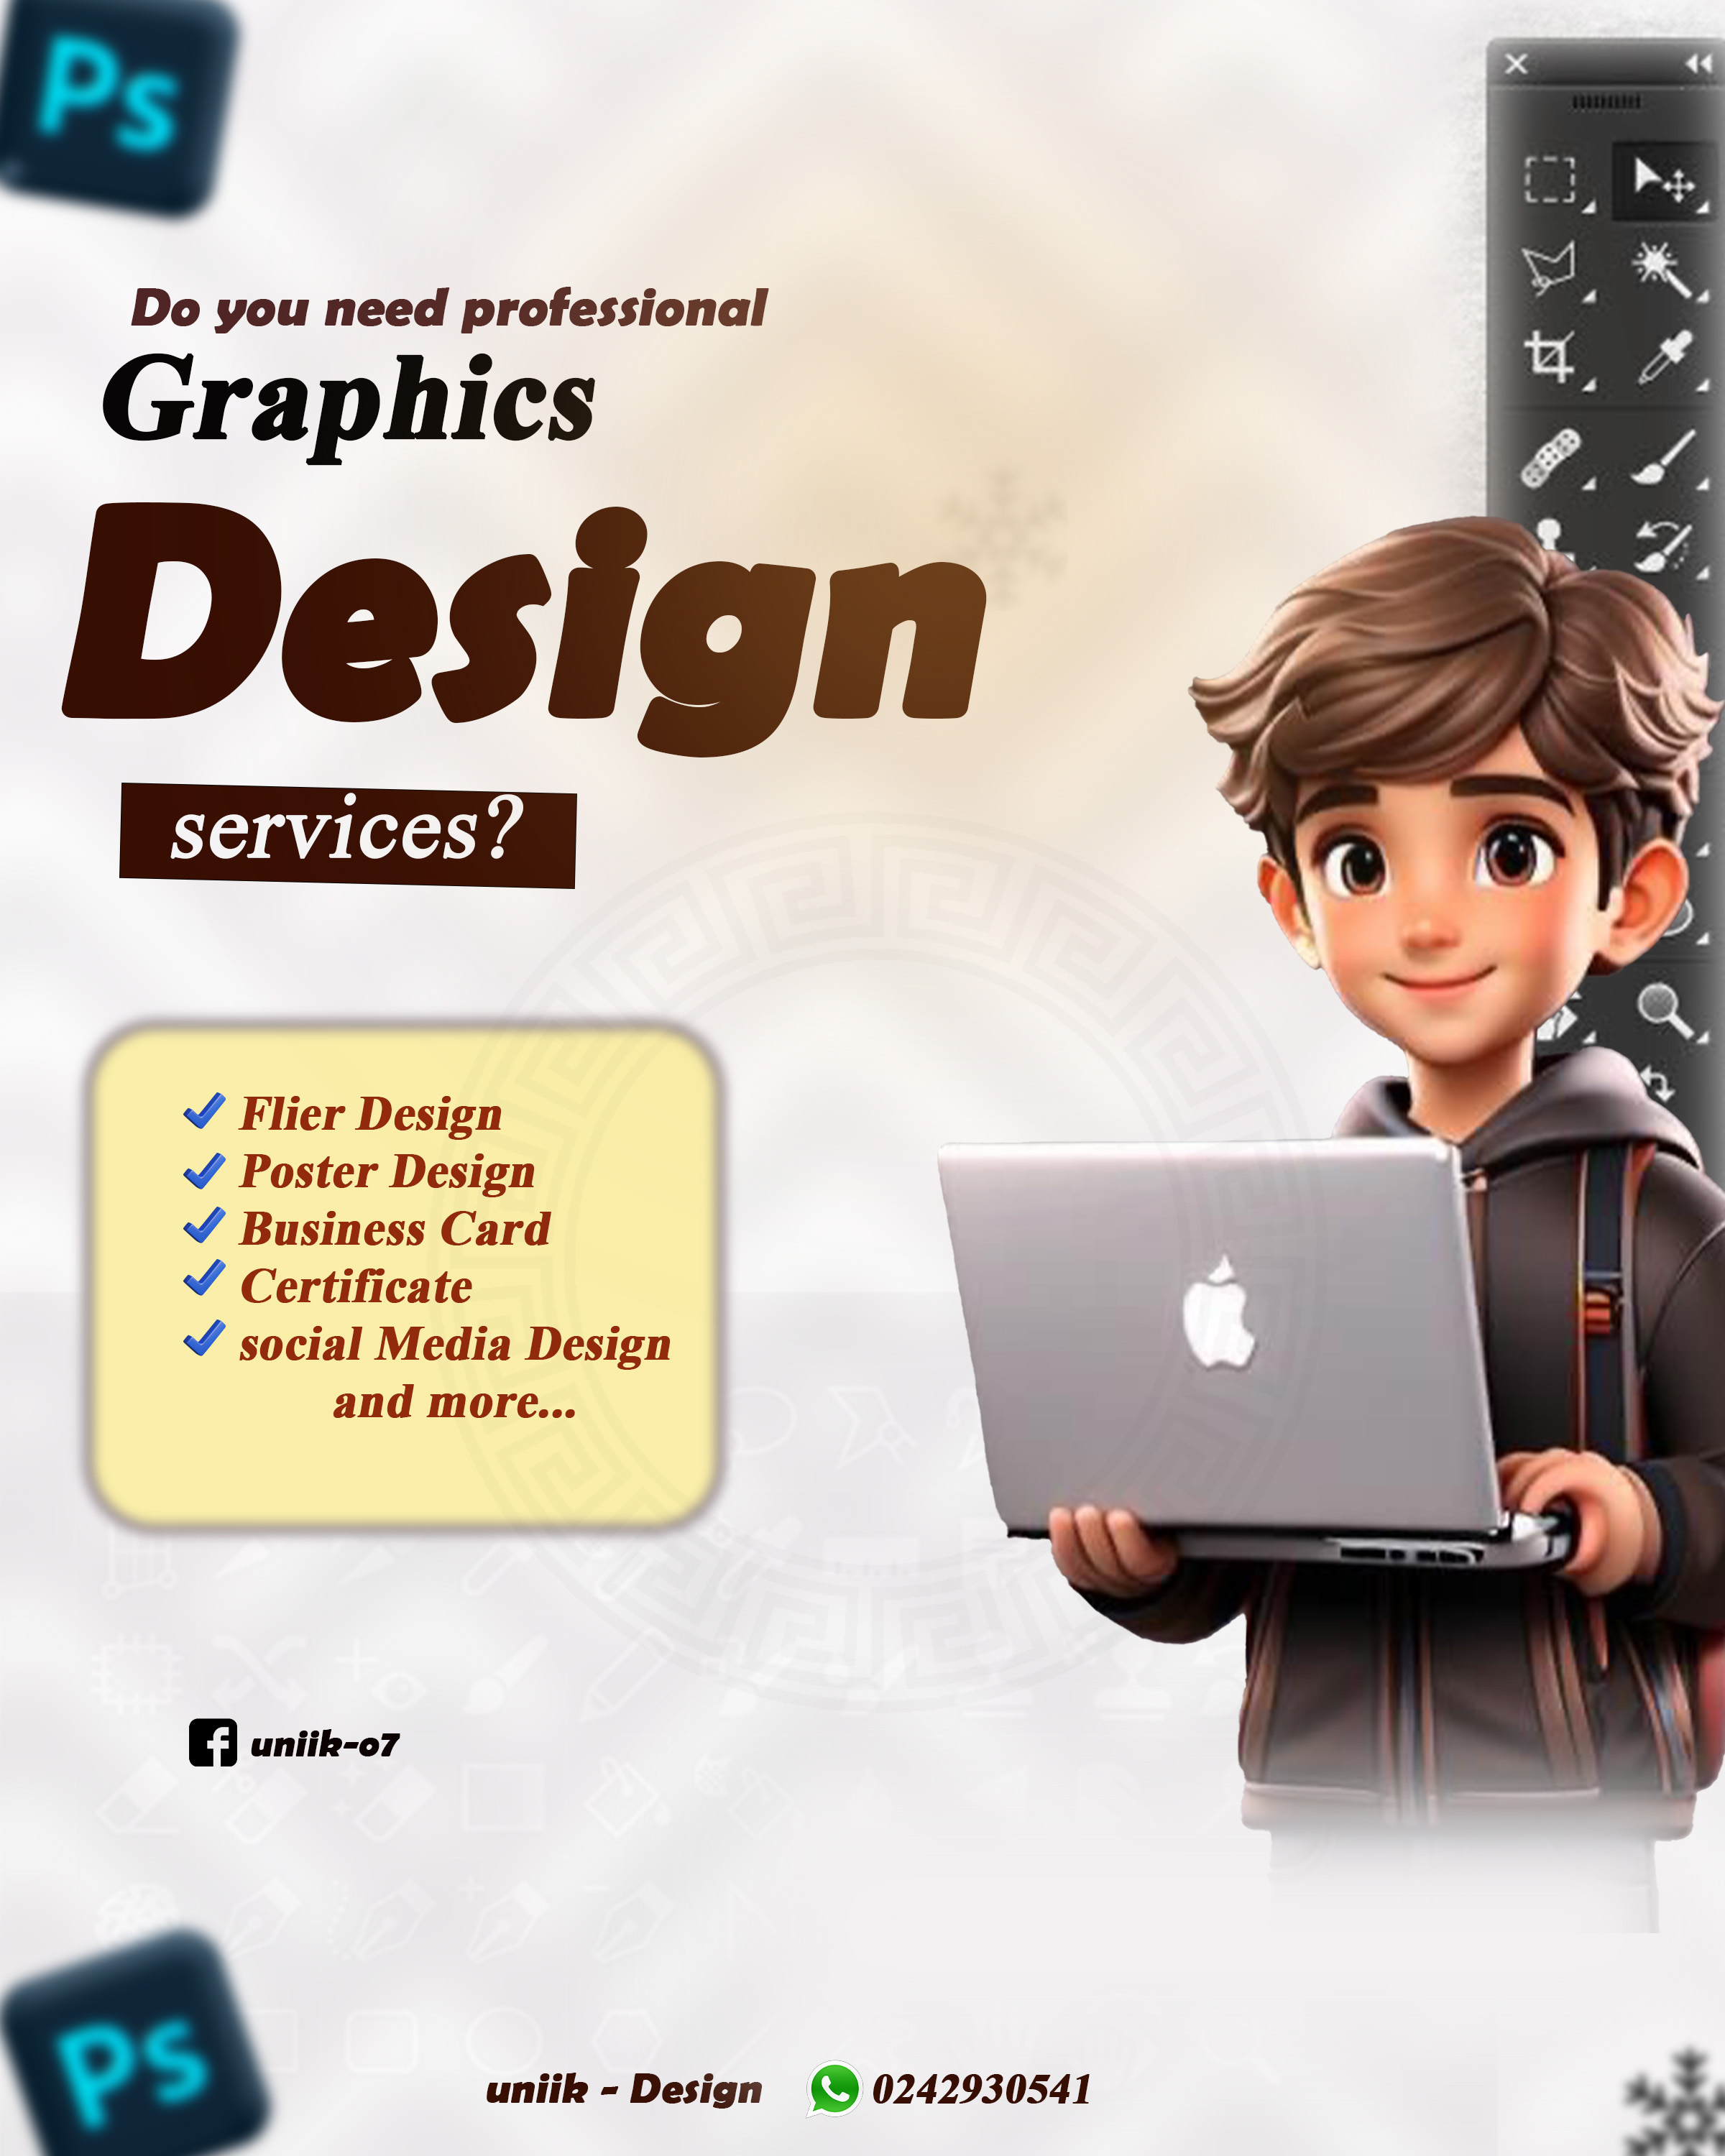 Ps
Do you need professional
Graphics
Design
services?
Flier Design
Poster Design
Business Card
Certificate
social Media Design
and more...
uniik-o7
Ps
uniik - Design
0242930541